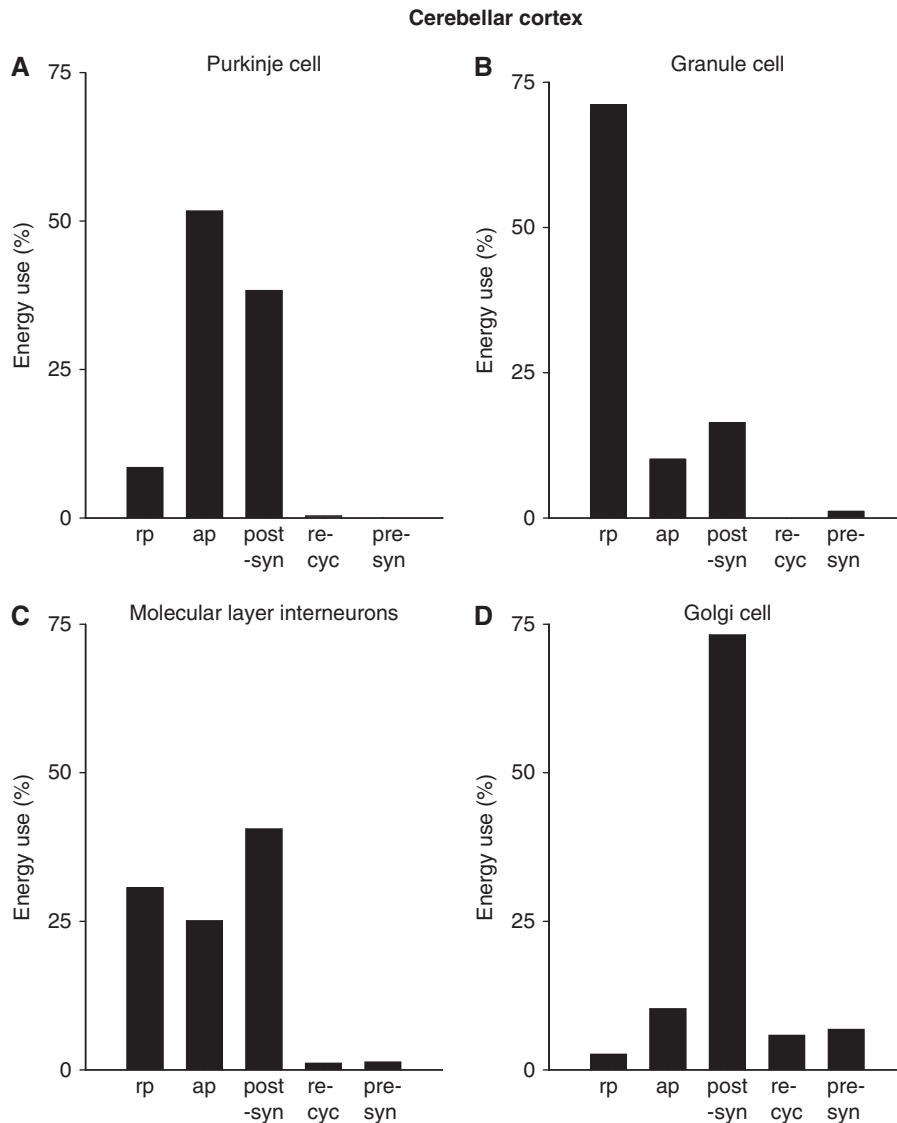 Cerebellar cortex
A Purkinje cell
75
50
25
0
Energy use (%)
rp ap post re- pre-
-syn cyc syn
B Granule cell
75
50
25
0
Energy use (%)
rp ap post re- pre-
-syn cyc syn
C Molecular layer interneurons
75
50
25
0
Energy use (%)
rp ap post re- pre-
-syn cyc syn
D Golgi cell
75
50
25
0
Energy use (%)
rp ap post re- pre-
-syn cyc syn